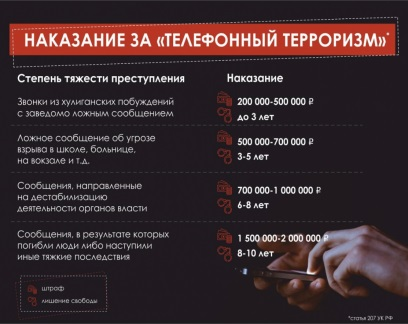 НАКАЗАНИЕ ЗА «ТЕЛЕФОННЫЙ ТЕРРОРИЗМ»*
Степень тяжести преступления
Наказание
Звонки из хулиганских побуждений
с заведомо ложным сообщением
200 000-500 000 ₽
до 3 лет
Ложное сообщение об угрозе
взрыва в школе, больнице,
на вокзале и т.д.
500 000-700 000 ₽
3-5 лет
Сообщения, направленные
на дестабилизацию
деятельности органов власти
700 000-1 000 000 ₽
6-8 лет
Сообщения, в результате которых
погибли люди либо наступили
иные тяжкие последствия
1 500 000-2 000 000 ₽
8-10 лет
штраф
лишение свободы
*статья 207 УК РФ